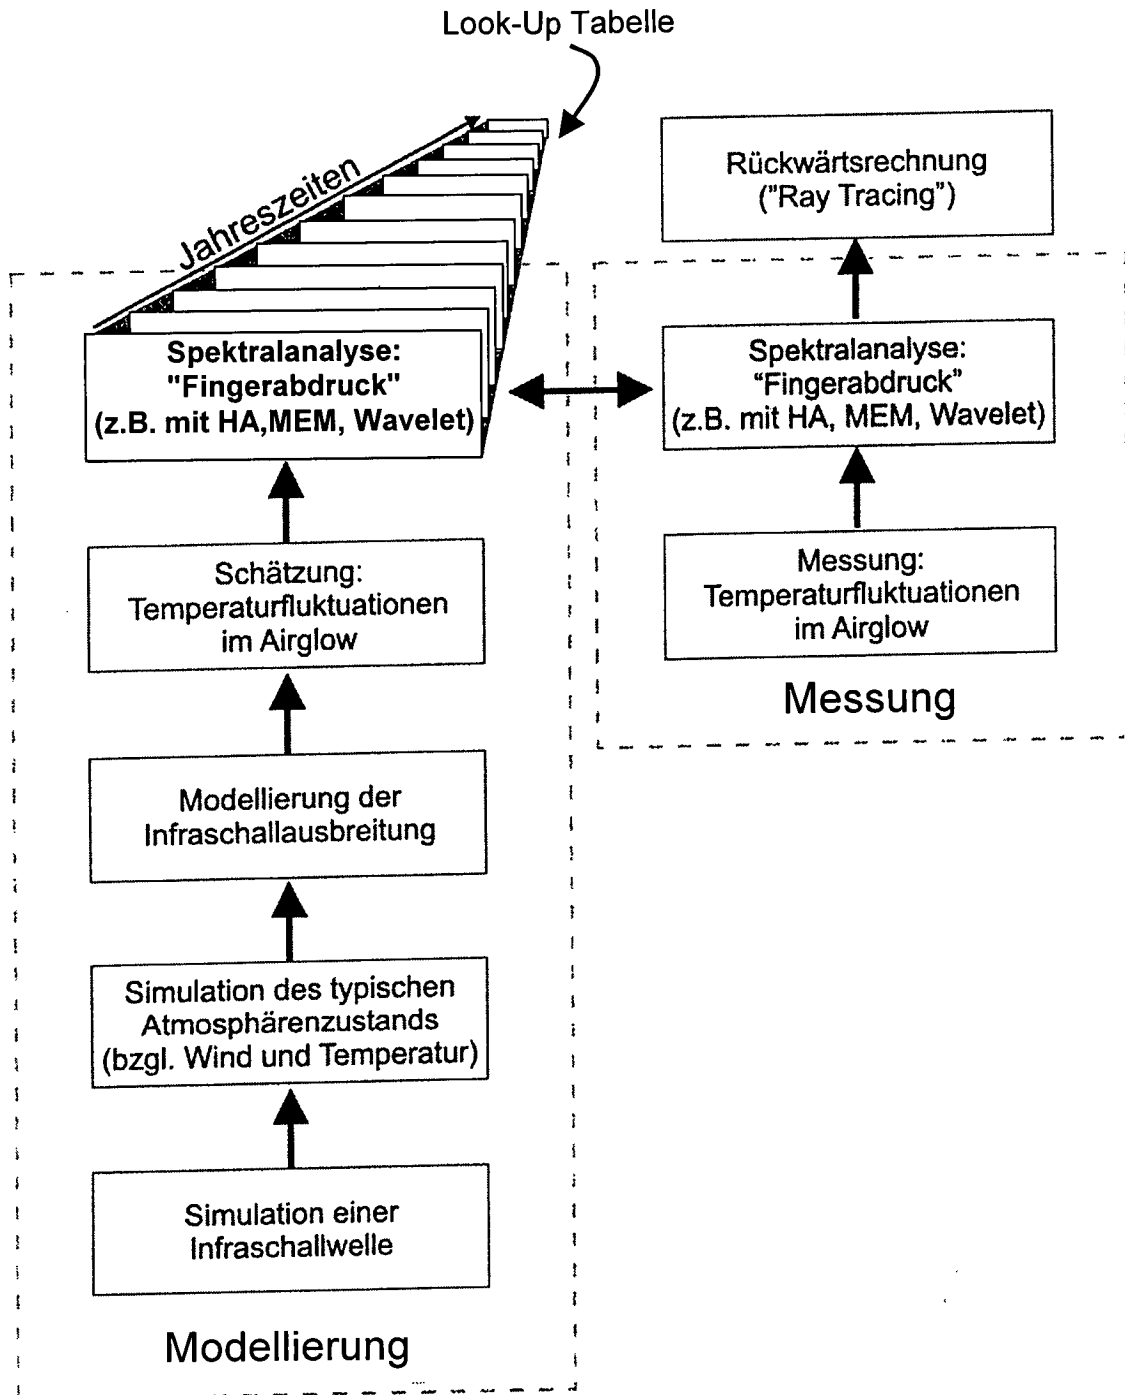 Look-Up Tabelle
Jahreszeiten
Spektralanalyse:
"Fingerabdruck"
(z.B. mit HA,MEM, Wavelet)
Schätzung:
Temperaturfluktuationen
im Airglow
Modellierung der
Infraschallausbreitung
Simulation des typischen
Atmosphärenzustands
(bzgl. Wind und Temperatur)
Simulation einer
Infraschallwelle
Modellierung
Rückwärtsrechnung
("Ray Tracing")
Spektralanalyse:
“Fingerabdruck”
(z.B. mit HA, MEM, Wavelet)
Messung:
Temperaturfluktuationen
im Airglow
Messung